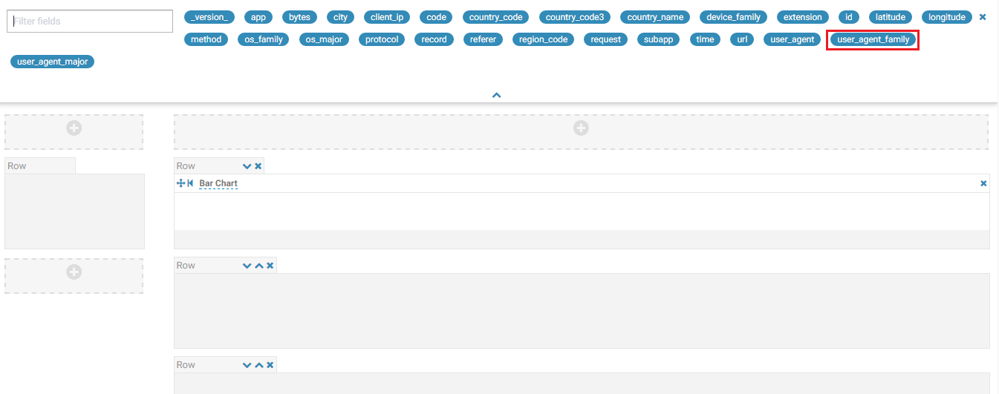 Filter fields
_version_ app bytes city client_ip code country_code country_code3 country_name device_family extension id latitude longitude
method os_family os_major protocol record referer region_code request subapp time url user_agent user_agent_family
user_agent_major
Row Row
Bar Chart
Row
Row